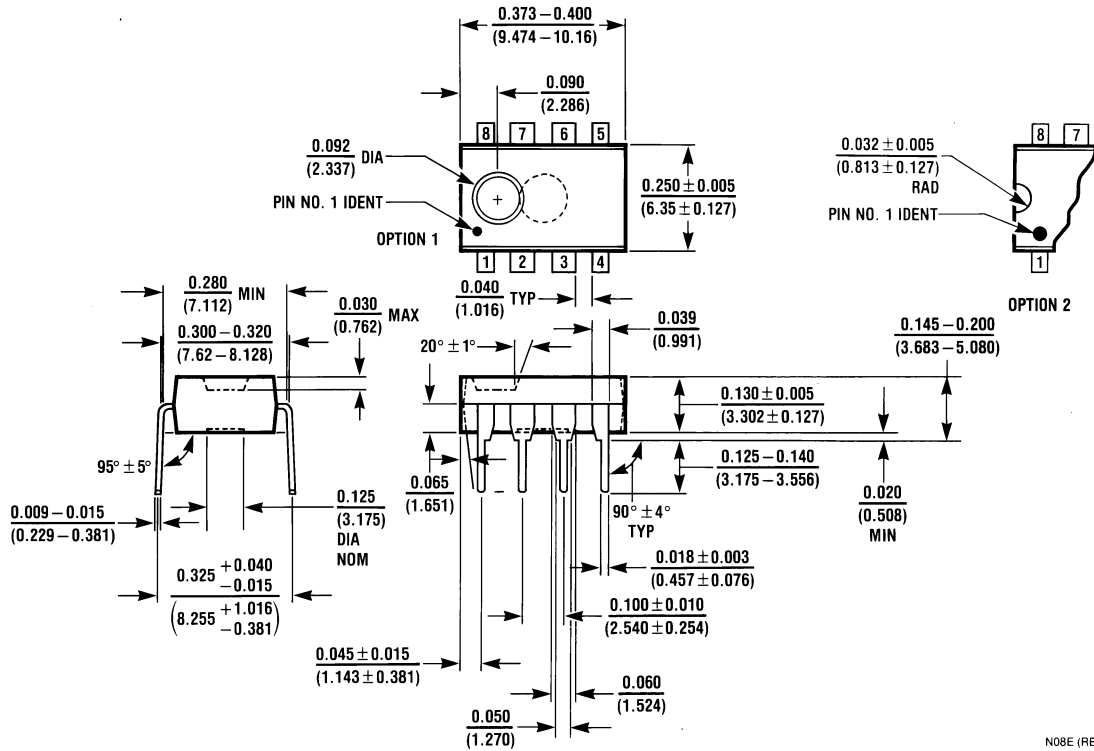 0.373 – 0.400
(9.474 – 10.16)
0.090
(2.286)
8 7 6 5
0.092 DIA
(2.337)
PIN NO. 1 IDENT
OPTION 1
0.250 ± 0.005
(6.35 ± 0.127)
1 2 3 4
8 7
0.032 ± 0.005
(0.813 ± 0.127)
RAD
PIN NO. 1 IDENT
1
OPTION 2
0.280 MIN
(7.112)
0.030 MAX
(0.762)
0.300 – 0.320
(7.62 – 8.128)
0.040 TYP
(1.016)
0.039
(0.991)
0.145 – 0.200
(3.683 – 5.080)
20° ± 1°
0.130 ± 0.005
(3.302 ± 0.127)
95° ± 5°
0.065
(1.651)
0.125 – 0.140
(3.175 – 3.556)
0.020
(0.508)
MIN
90° ± 4°
TYP
0.009 – 0.015
(0.229 – 0.381)
0.125
(3.175)
DIA
NOM
0.018 ± 0.003
(0.457 ± 0.076)
0.325 +0.040
−0.015
(8.255 +1.016
−0.381)
0.100 ± 0.010
(2.540 ± 0.254)
0.045 ± 0.015
(1.143 ± 0.381)
0.060
(1.524)
0.050
(1.270)
N08E (RE